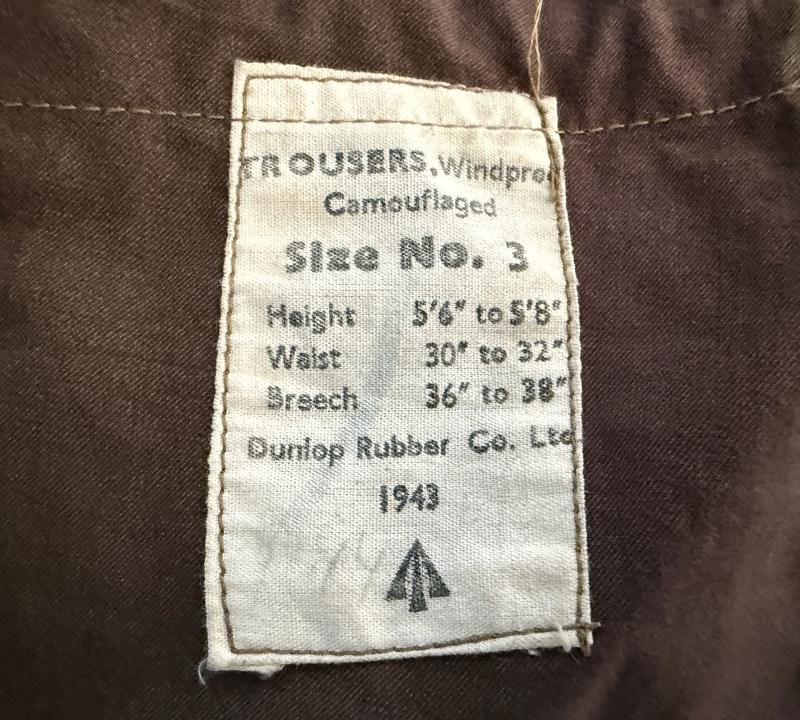 TROUSERS, Windproo
Camouflaged
Size No. 3
Height 5'6" to 5'8"
Waist 30" to 32"
Breech 36" to 38"
Dunlop Rubber Co. Ltd
1943